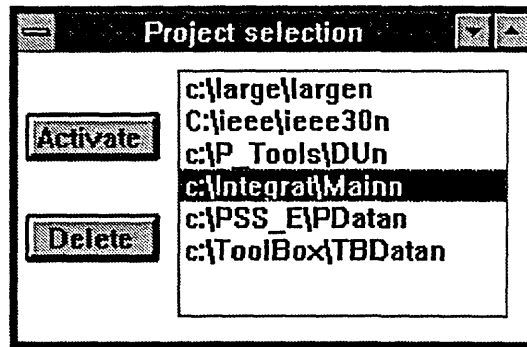 Project selection
Activate
Delete
c:\large\largen
C:\ieee\ieee30n
c:\P_Tools\DUn
c:\Integrat\Mainn
c:\PSS_E\PDatan
c:\ToolBox\TBDatan